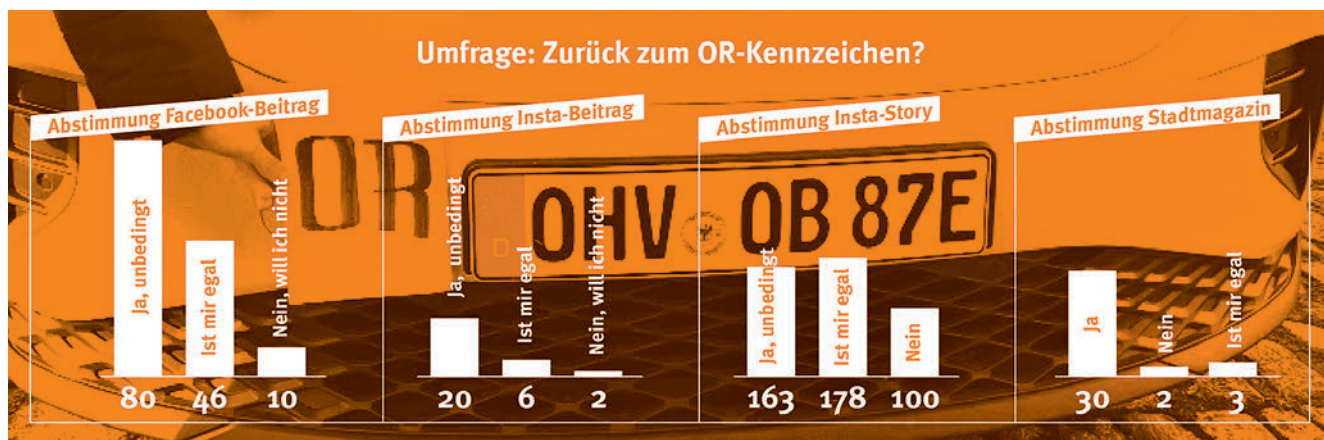 Umfrage: Zurück zum OR-Kennzeichen?
Abstimmung Facebook-Beitrag
Ja, unbedingt
Ist mir egal
Nein, will ich nicht
80 46 10
Abstimmung Insta-Beitrag
Ja, unbedingt
Ist mir egal
Nein, will ich nicht
20 6 2
Abstimmung Insta-Story
Ja, unbedingt
Ist mir egal
Nein
163 178 100
Abstimmung Stadtmagazin
Ja
Nein
Ist mir egal
30 2 3
OR
D
OHV OB 87E